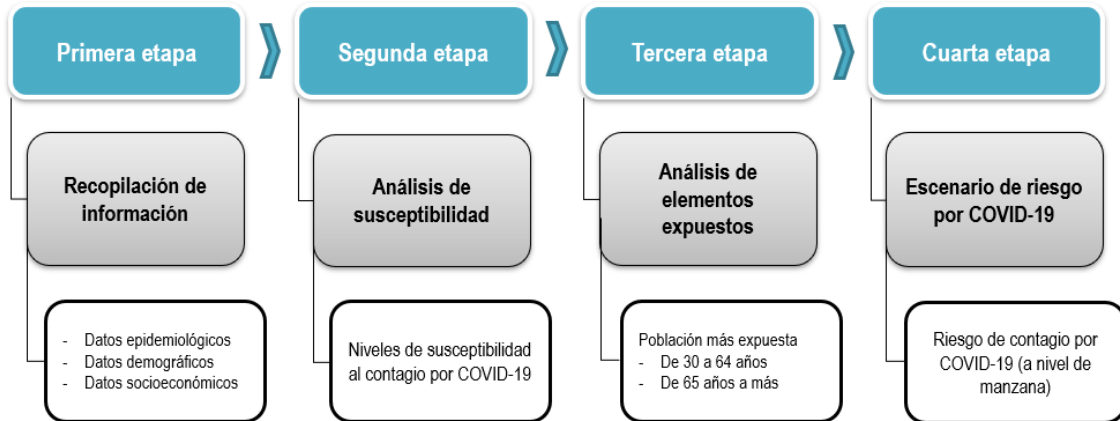 Primera etapa
Segunda etapa
Tercera etapa
Cuarta etapa
Recopilación de
información
Análisis de
susceptibilidad
Análisis de
elementos
expuestos
Escenario de riesgo
por COVID-19
- Datos epidemiológicos
- Datos demográficos
- Datos socioeconómicos
Niveles de susceptibilidad
al contagio por COVID-19
Población más expuesta
- De 30 a 64 años
- De 65 años a más
Riesgo de contagio por
COVID-19 (a nivel de
manzana)